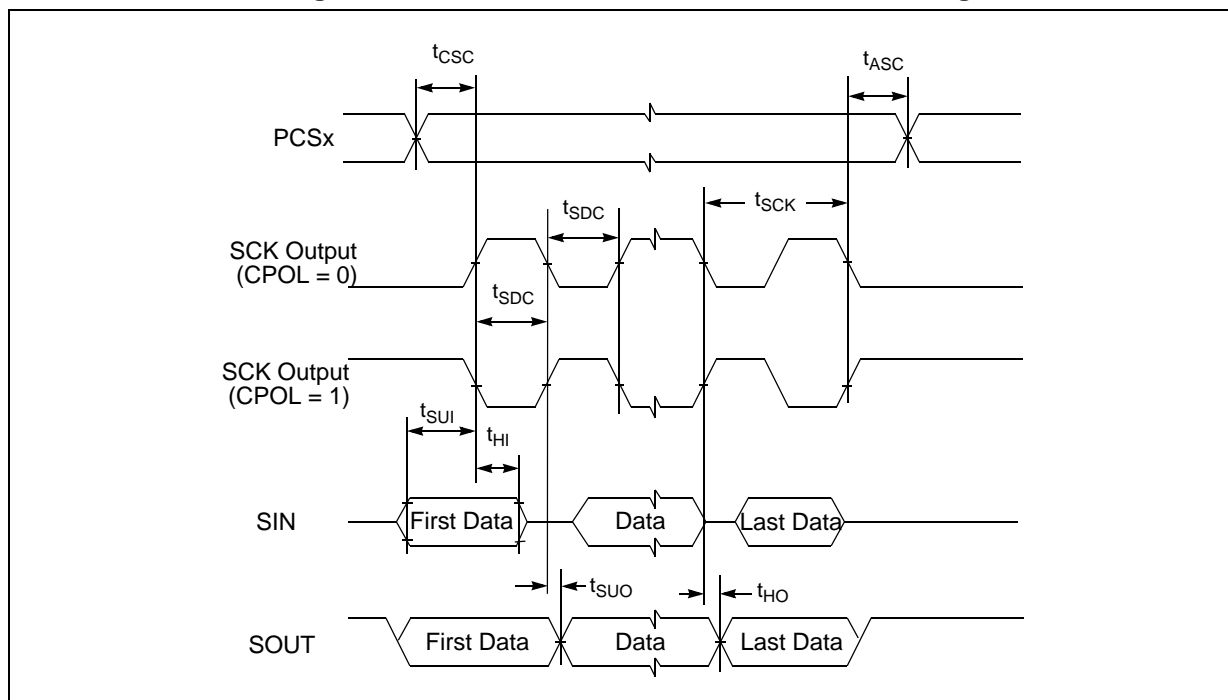 tCSC
tASC
PCSx
tSDC
tSCK
SCK Output
(CPOL = 0)
tSDC
SCK Output
(CPOL = 1)
tSUI
tHI
SIN
First Data
Data
Last Data
tSUO
tHO
SOUT
First Data
Data
Last Data